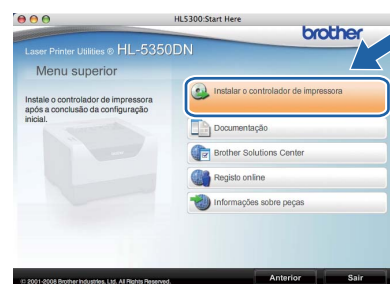 HL5300:Start Here
brother
Laser Printer Utilities ® HL-5350DN
Menu superior
Instale o controlador de impressora
após a conclusão da configuração
inicial.
Instalar o controlador de impressora
Documentação
Brother Solutions Center
Registo online
Informações sobre peças
© 2001-2008 Brother Industries, Ltd. All Rights Reserved.
Anterior
Sair